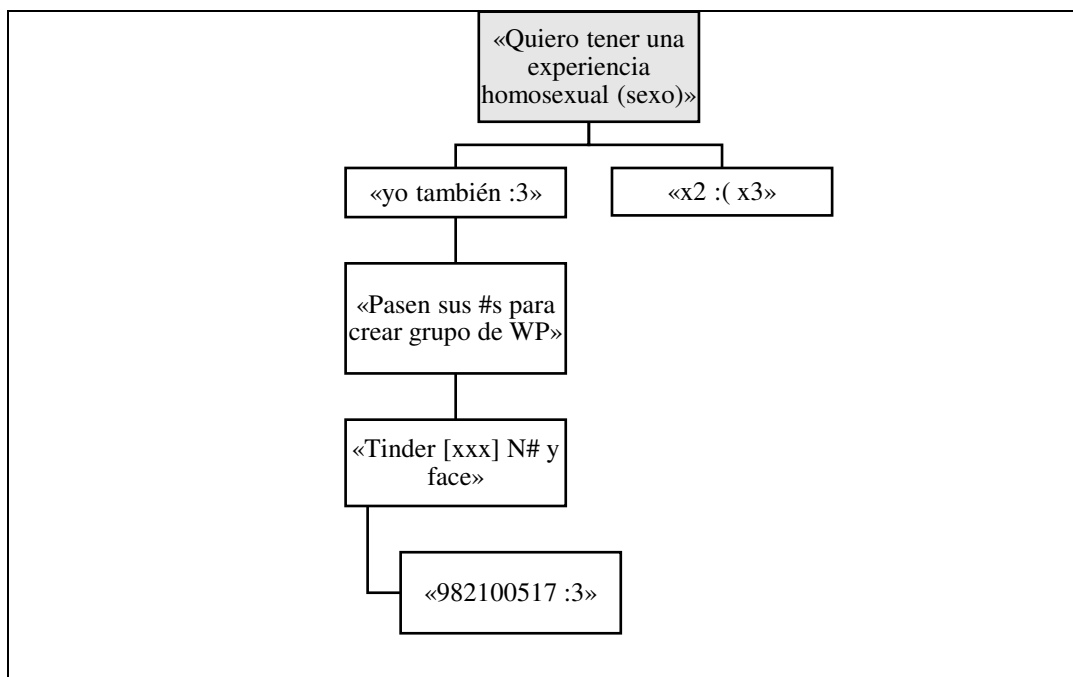 «Quiero tener una
experiencia
homosexual (sexo)»
«yo también :3»
«x2 :( x3»
«Pasen sus #s para
crear grupo de WP»
«Tinder [xxx] N# y
face»
«982100517 :3»